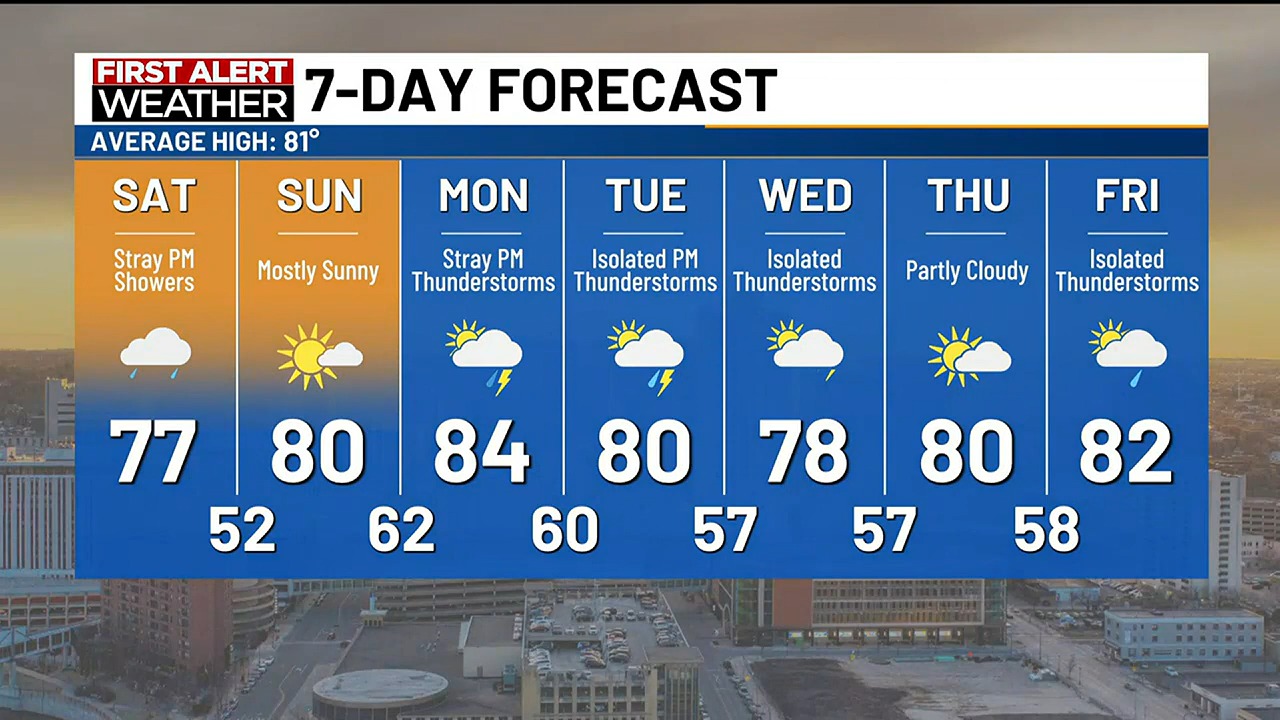 FIRST ALERT
WEATHER
7-DAY FORECAST
AVERAGE HIGH: 81°
SAT
Stray PM
Showers
77
SUN
Mostly Sunny
80
MON
Stray PM
Thunderstorms
84
TUE
Isolated PM
Thunderstorms
80
WED
Isolated
Thunderstorms
78
THU
Partly Cloudy
80
FRI
Isolated
Thunderstorms
82
52
62
60
57
57
58